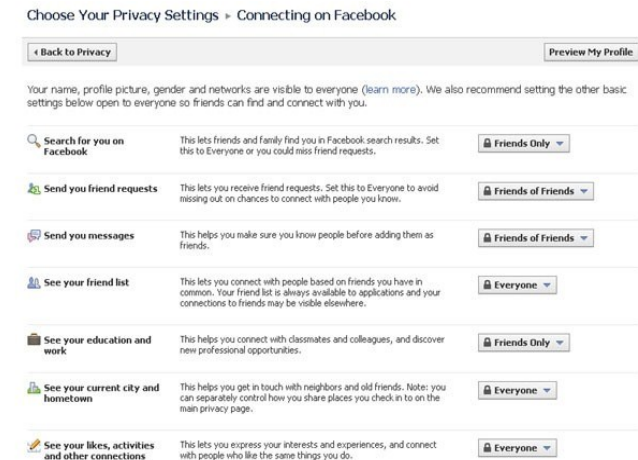 Choose Your Privacy Settings ▸ Connecting on Facebook
Back to Privacy
Preview My Profile
Your name, profile picture, gender and networks are visible to everyone (learn more). We also recommend setting the other basic
settings below open to everyone so friends can find and connect with you.
Search for you on
Facebook
This lets friends and family find you in Facebook search results. Set
this to Everyone or you could miss friend requests.
Friends Only
Send you friend requests
This lets you receive friend requests. Set this to Everyone to avoid
missing out on chances to connect with people you know.
Friends of Friends
Send you messages
This helps you make sure you know people before adding them as
friends.
Friends of Friends
See your friend list
This lets you connect with people based on friends you have in
common. Your friend list is always available to applications and your
connections to friends may be visible elsewhere.
Everyone
See your education and
work
This helps you connect with classmates and colleagues, and discover
new professional opportunities.
Friends Only
See your current city and
hometown
This helps you get in touch with neighbors and old friends. Note: you
can separately control how you share places you check in to on the
main privacy page.
Everyone
See your likes, activities
and other connections
This lets you express your interests and experiences, and connect
with people who like the same things you do.
Everyone